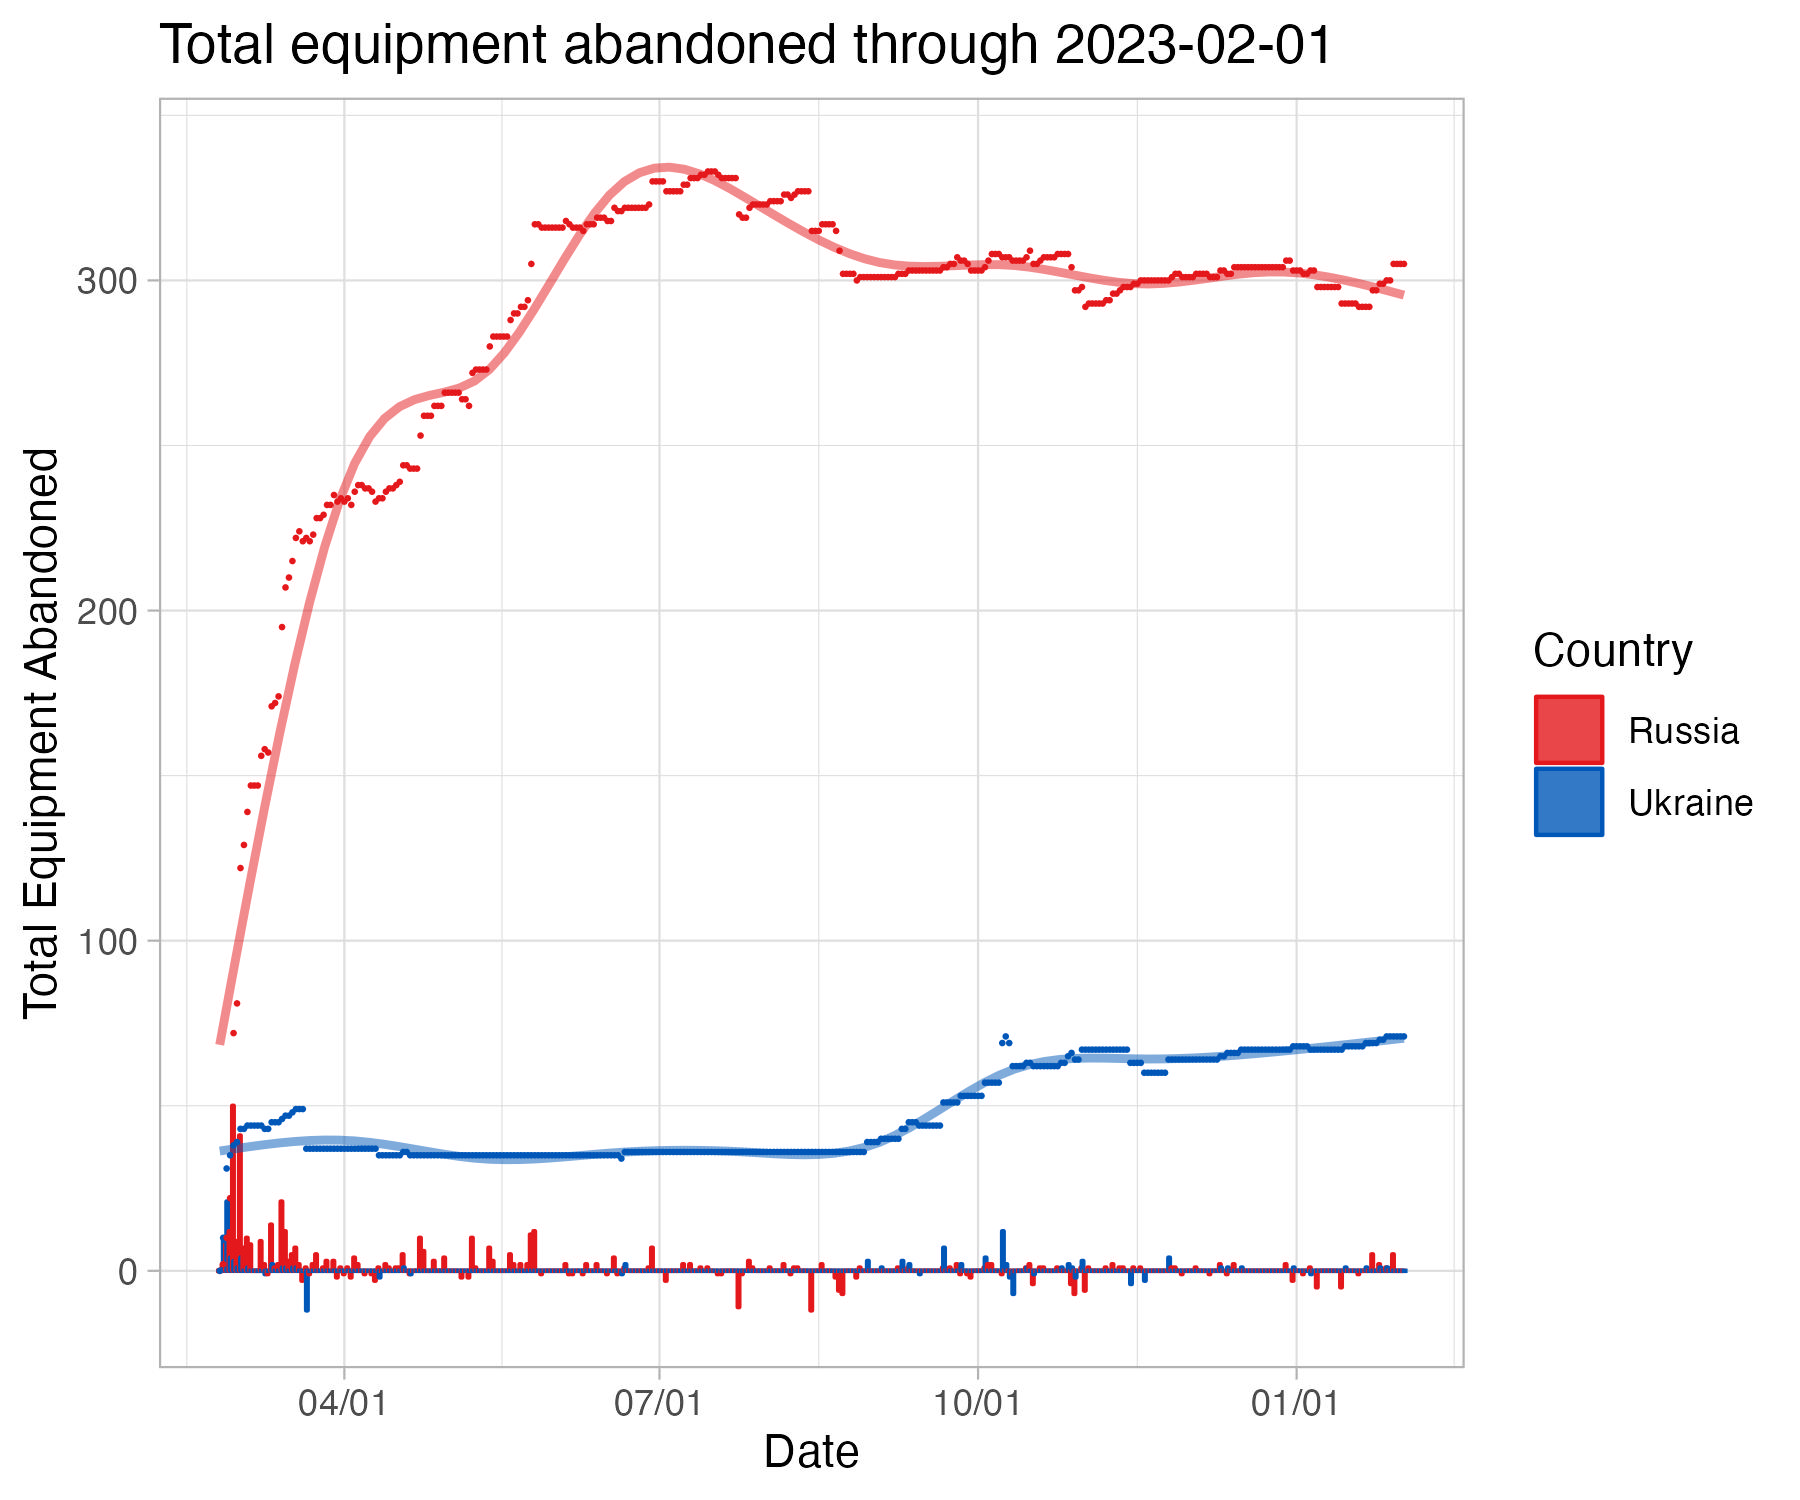 Total equipment abandoned through 2023-02-01
Total Equipment Abandoned
300
200
100
0
04/01
07/01
10/01
01/01
Date
Country
Russia
Ukraine